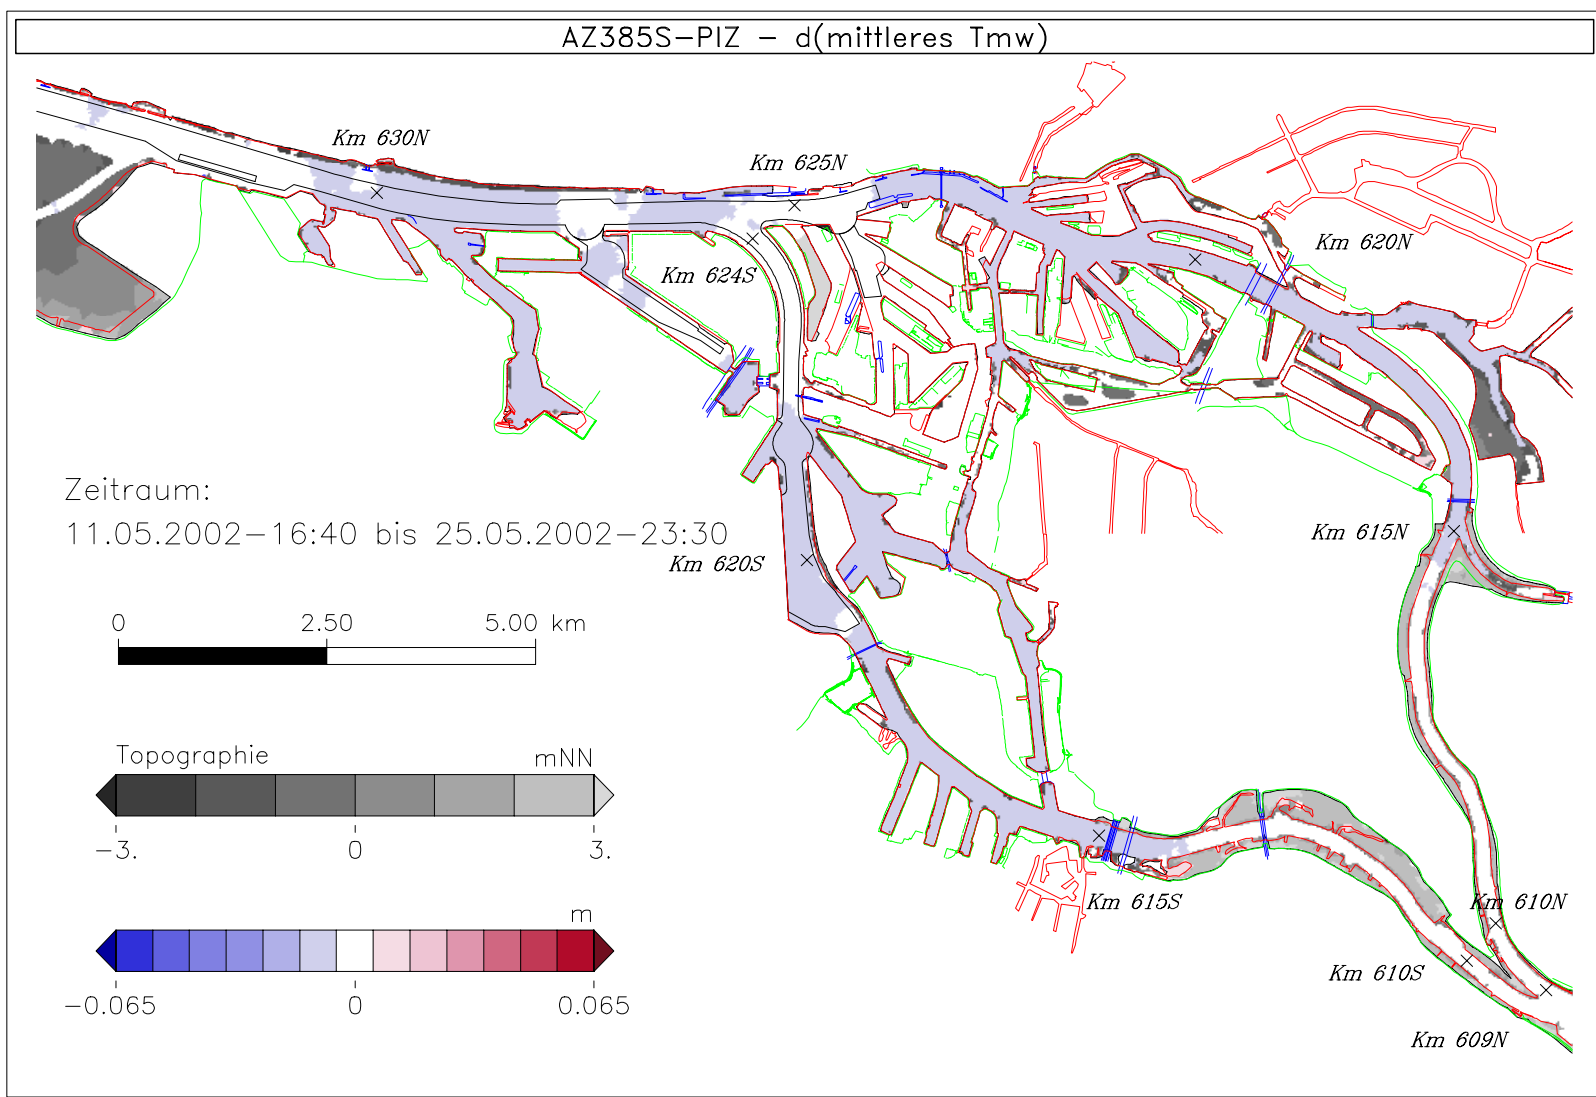 AZ385S-PIZ - d(mittleres Tmw)
Km 630N
Km 625N
Km 620N
Km 624S
Zeitraum:
11.05.2002-16:40 bis 25.05.2002-23:30
Km 615N
Km 620S
0 2.50 5.00 km
Topographie mNN
-3. 0 3.
Km 615S
Km 610N
m
Km 610S
-0.065 0 0.065
Km 609N